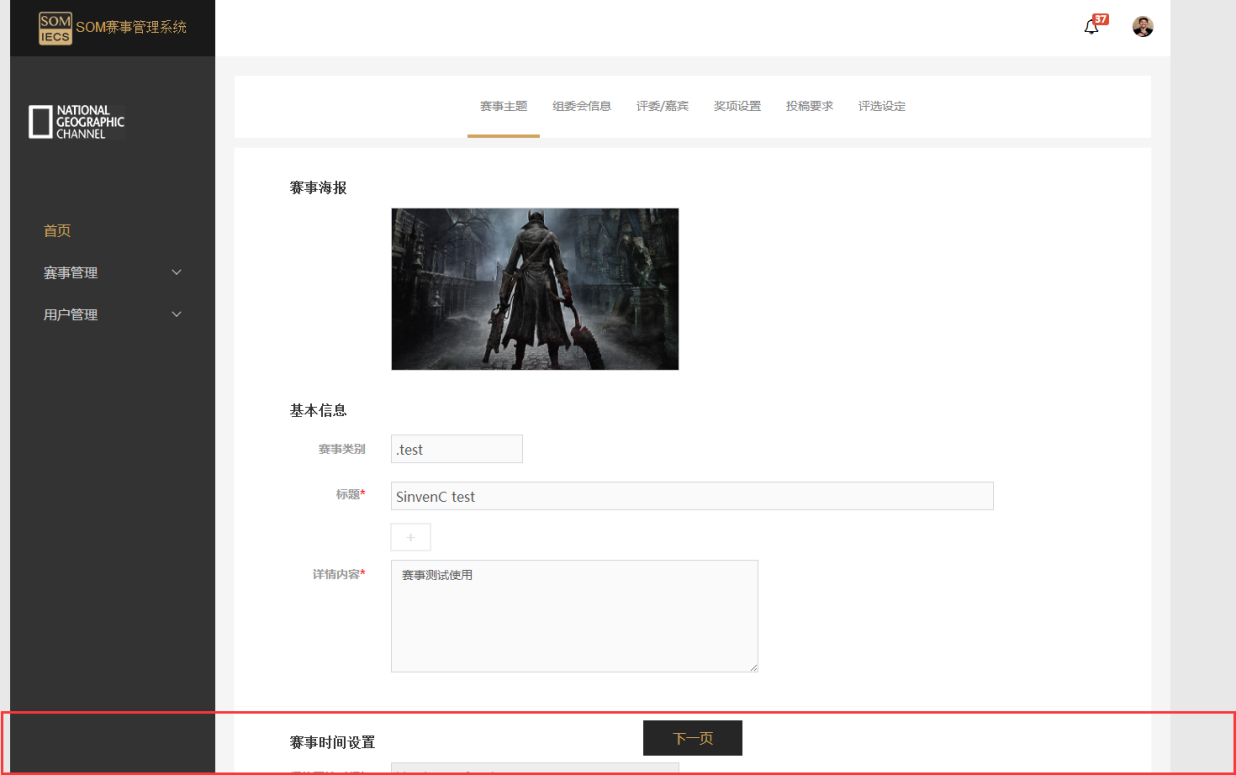 SOM
IECS
SOM赛事管理系统
37
NATIONAL
GEOGRAPHIC
CHANNEL
首页
赛事管理
用户管理
赛事主题 组委会信息 评委/嘉宾 奖项设置 投稿要求 评选设定
赛事海报
基本信息
赛事类别 .test
标题* SinvenC test
+
详情内容* 赛事测试使用
赛事时间设置
下一页